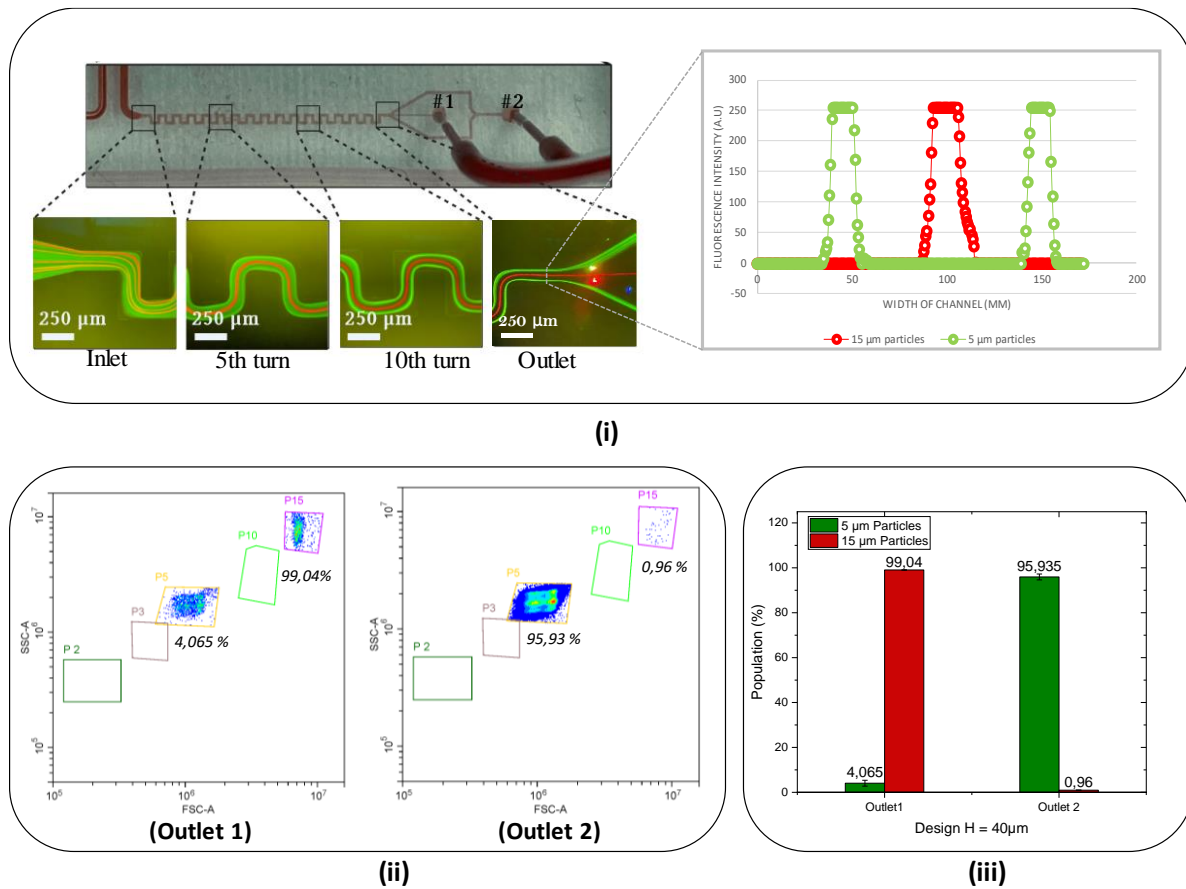 #1
#2
250 µm
250 µm
250 µm
250 µm
Inlet
5th turn
10th turn
Outlet
300
250
200
150
100
50
0
-50
FLUORESCENCE INTENSITY (A.U)
0
50
100
150
200
WIDTH OF CHANNEL (MM)
15 µm particles
5 µm particles
(i)
P15
P10
99,04%
P5
P3
4,065 %
P 2
10⁷
10⁶
10⁵
SSC-A
10⁵
10⁶
10⁷
FSC-A
(Outlet 1)
P15
P10
0,96 %
P5
P3
95,93 %
P 2
10⁷
10⁶
10⁵
SSC-A
10⁵
10⁶
10⁷
FSC-A
(Outlet 2)
(ii)
5 µm Particles
15 µm Particles
120
100
80
60
40
20
0
Population (%)
4,065
99,04
95,935
0,96
Outlet1
Outlet 2
Design H = 40µm
(iii)